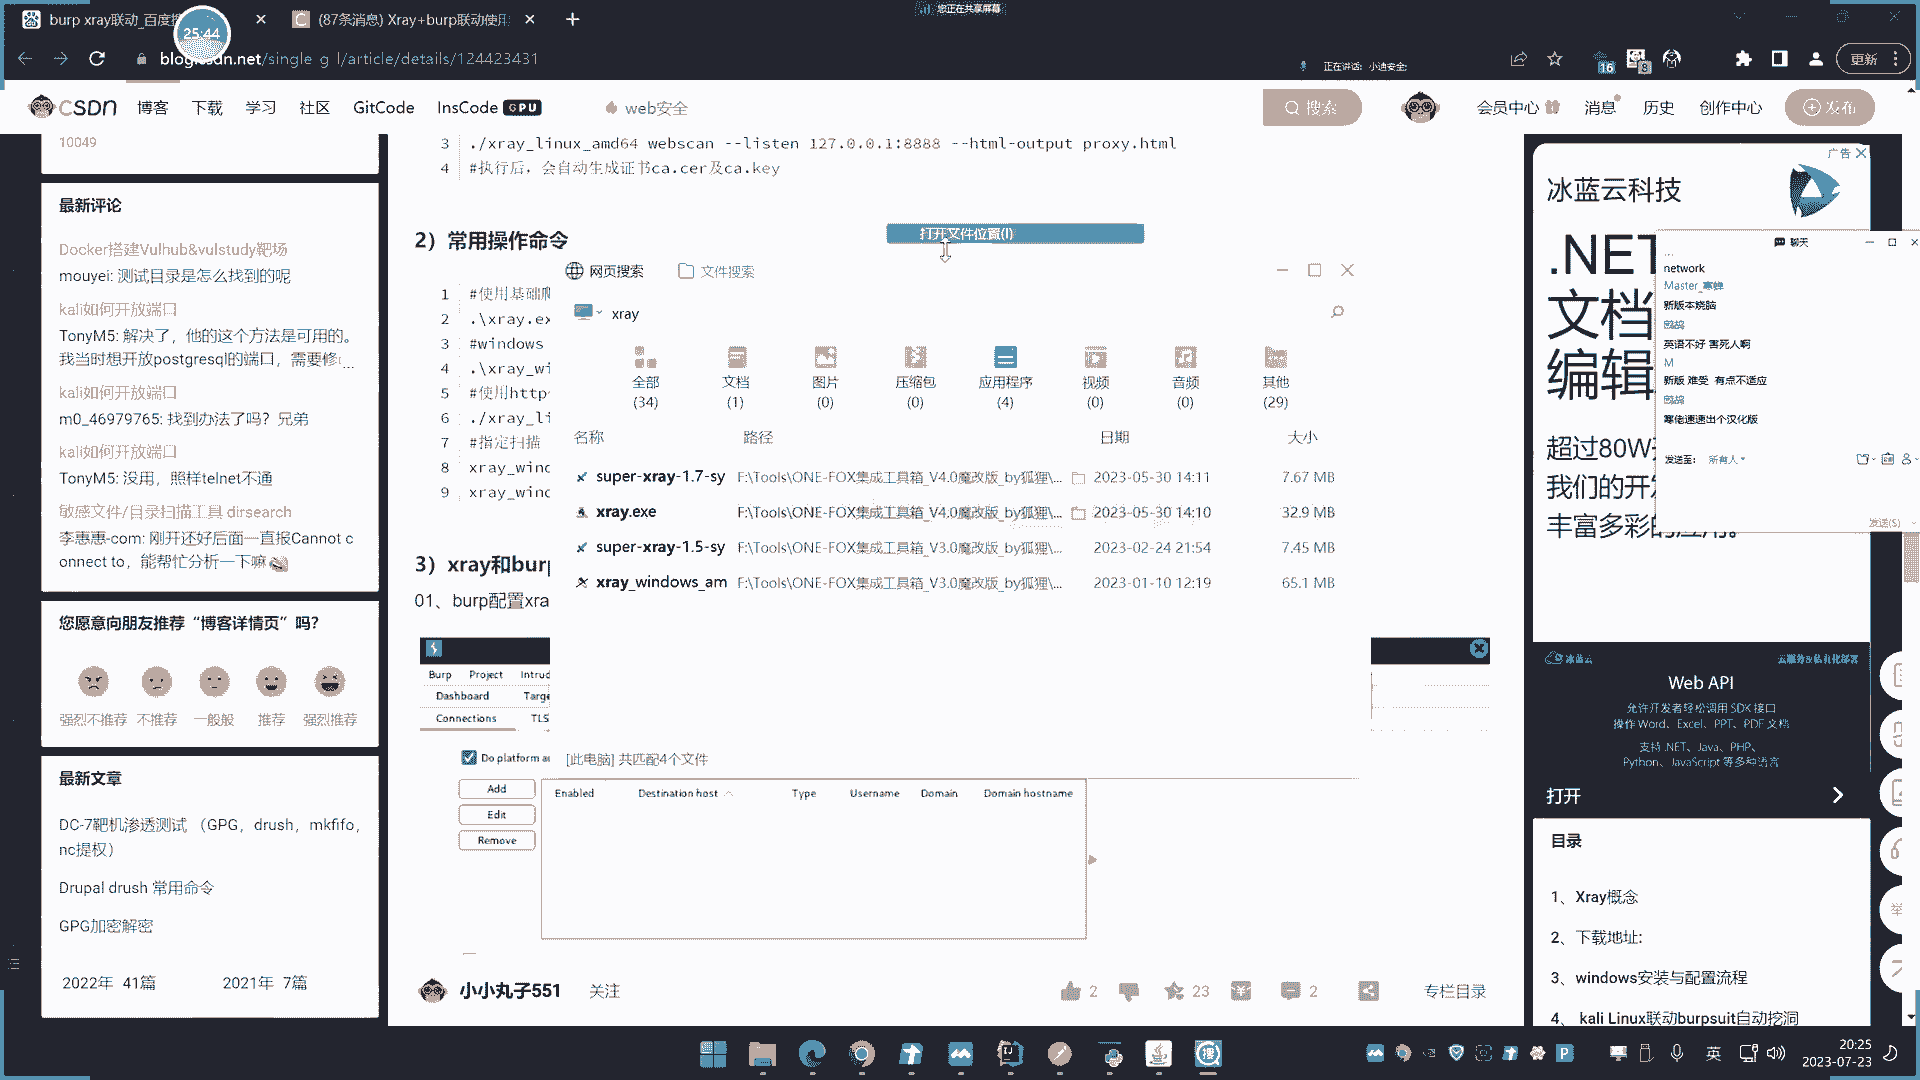 burp xray联动_百度
25:44
(87条消息) Xray+burp联动使用
您正在共享屏幕
blog.csdn.net/single_g_l/article/details/124423431
正在讲话: 小迪安全;
16
8
更新
CSDN
博客
下载
学习
社区
GitCode
InsCode GPU
web安全
搜索
会员中心
消息
历史
创作中心
发布
10049
最新评论
Docker搭建Vulhub&vulstudy靶场
mouyei: 测试目录是怎么找到的呢
kali如何开放端口
TonyM5: 解决了，他的这个方法是可用的。
我当时想开放postgresql的端口，需要修
...
kali如何开放端口
m0_46979765: 找到办法了吗？兄弟
kali如何开放端口
TonyM5: 没用，照样telnet不通
敏感文件/目录扫描工具 dirsearch
李惠惠-com: 刚开还好后面一直报Cannot c
onnect to，能帮忙分析一下嘛
您愿意向朋友推荐“博客详情页”吗？
强烈不推荐
不推荐
一般般
推荐
强烈推荐
最新文章
DC-7靶机渗透测试 （GPG，drush，mkfifo，
nc提权）
Drupal drush 常用命令
GPG加密解密
2022年 41篇
2021年 7篇
3 ./xray_linux_amd64 webscan --listen 127.0.0.1:8888 --html-output proxy.html
4 #执行后，会自动生成证书ca.cer及ca.key
2）常用操作命令
打开文件位置(I)
1 #使用基础爬
2 .\xray.ex
3 #windows
4 .\xray_wi
5 #使用http
6 ./xray_li
7 #指定扫描
8 xray_wind
9 xray_wind
网页搜索
文件搜索
xray
全部
(34)
文档
(1)
图片
(0)
压缩包
(0)
应用程序
(4)
视频
(0)
音频
(0)
其他
(29)
名称
路径
日期
大小
super-xray-1.7-sy F:\Tools\ONE-FOX集成工具箱_V4.0魔改版_by狐狸\... 2023-05-30 14:11 7.67 MB
xray.exe F:\Tools\ONE-FOX集成工具箱_V4.0魔改版_by狐狸\... 2023-05-30 14:10 32.9 MB
super-xray-1.5-sy F:\Tools\ONE-FOX集成工具箱_V3.0魔改版_by狐狸\... 2023-02-24 21:54 7.45 MB
xray_windows_am F:\Tools\ONE-FOX集成工具箱_V3.0魔改版_by狐狸\... 2023-01-10 12:19 65.1 MB
[此电脑] 共匹配4个文件
3）xray和burp
01、burp配置xra
Burp
Project
Intrud
Dashboard
Targe
Connections
TLS
Do platform au
Add
Edit
Remove
Enabled
Destination host
Type
Username
Domain
Domain hostname
小小丸子551
关注
2
23
2
专栏目录
广告
冰蓝云科技
.NET
文档
编辑
超过80W
我们的开发
丰富多彩的应用。
聊天
...
network
Master_寒蝉
新版本烧脑
鸥鸪
英语不好 害死人啊
M
新版 难受 有点不适应
鸥鸪
寒佬速速出个汉化版
发送至: 所有人
发送(S)
冰蓝云
云服务&私有化部署
Web API
允许开发者轻松调用 SDK 接口
操作 Word、Excel、PPT、PDF 文档
支持 .NET、Java、PHP、
Python、JavaScript 等多种语言
打开
目录
1、Xray概念
2、下载地址:
3、windows安装与配置流程
4、 kali Linux联动burpsuit自动挖洞
举
英
20:25
2023-07-23